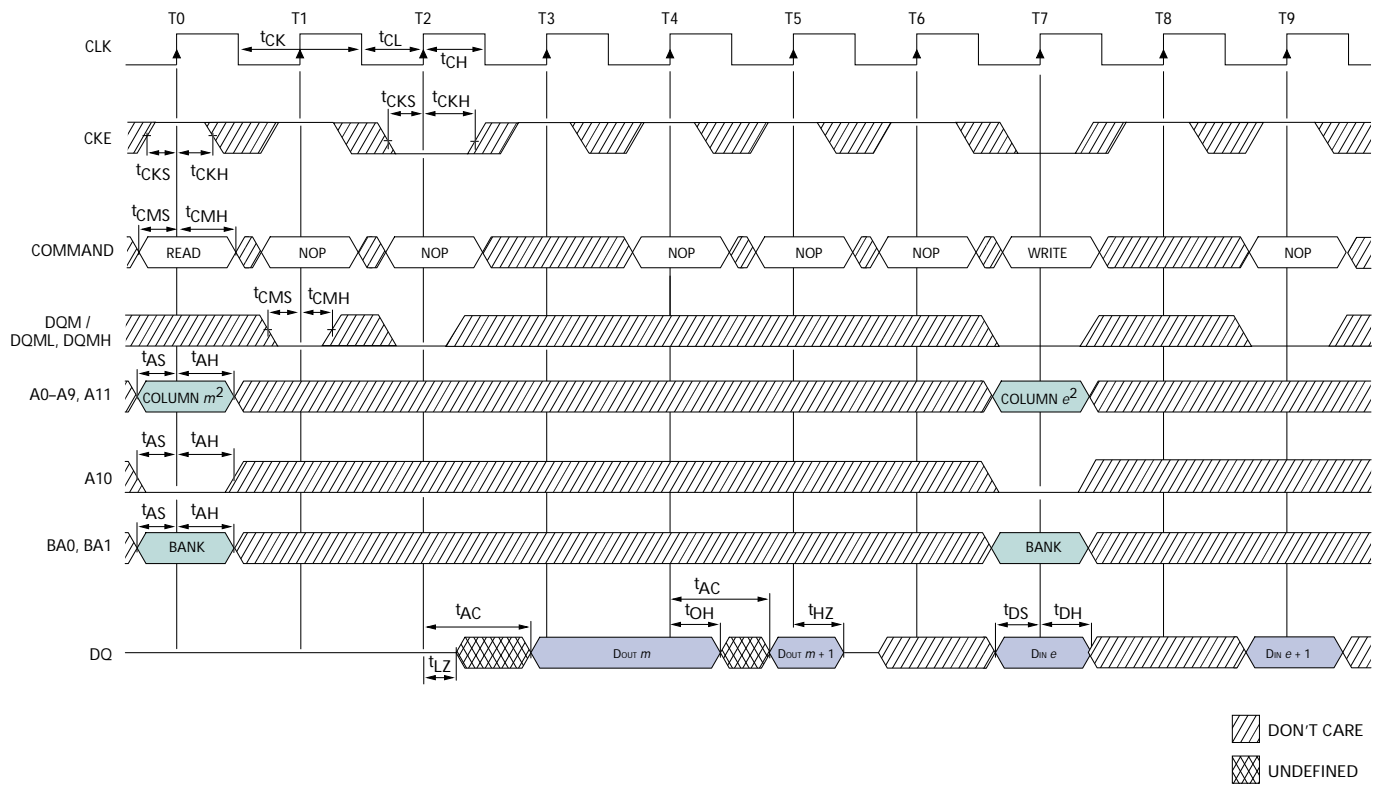 T0 T1 T2 T3 T4 T5 T6 T7 T8 T9
CLK
tCK tCL
tCH
tCKS tCKH
CKE
tCKS tCKH
tCMS tCMH
COMMAND READ NOP NOP NOP NOP NOP WRITE NOP
tCMS tCMH
DQM /
DQML, DQMH
tAS tAH
A0–A9, A11 COLUMN m² COLUMN e²
tAS tAH
A10
tAS tAH
BA0, BA1 BANK BANK
tAC
tAC tOH tHZ tDS tDH
DQ DOUT m DOUT m + 1 DIN e DIN e + 1
tLZ
DON'T CARE
UNDEFINED